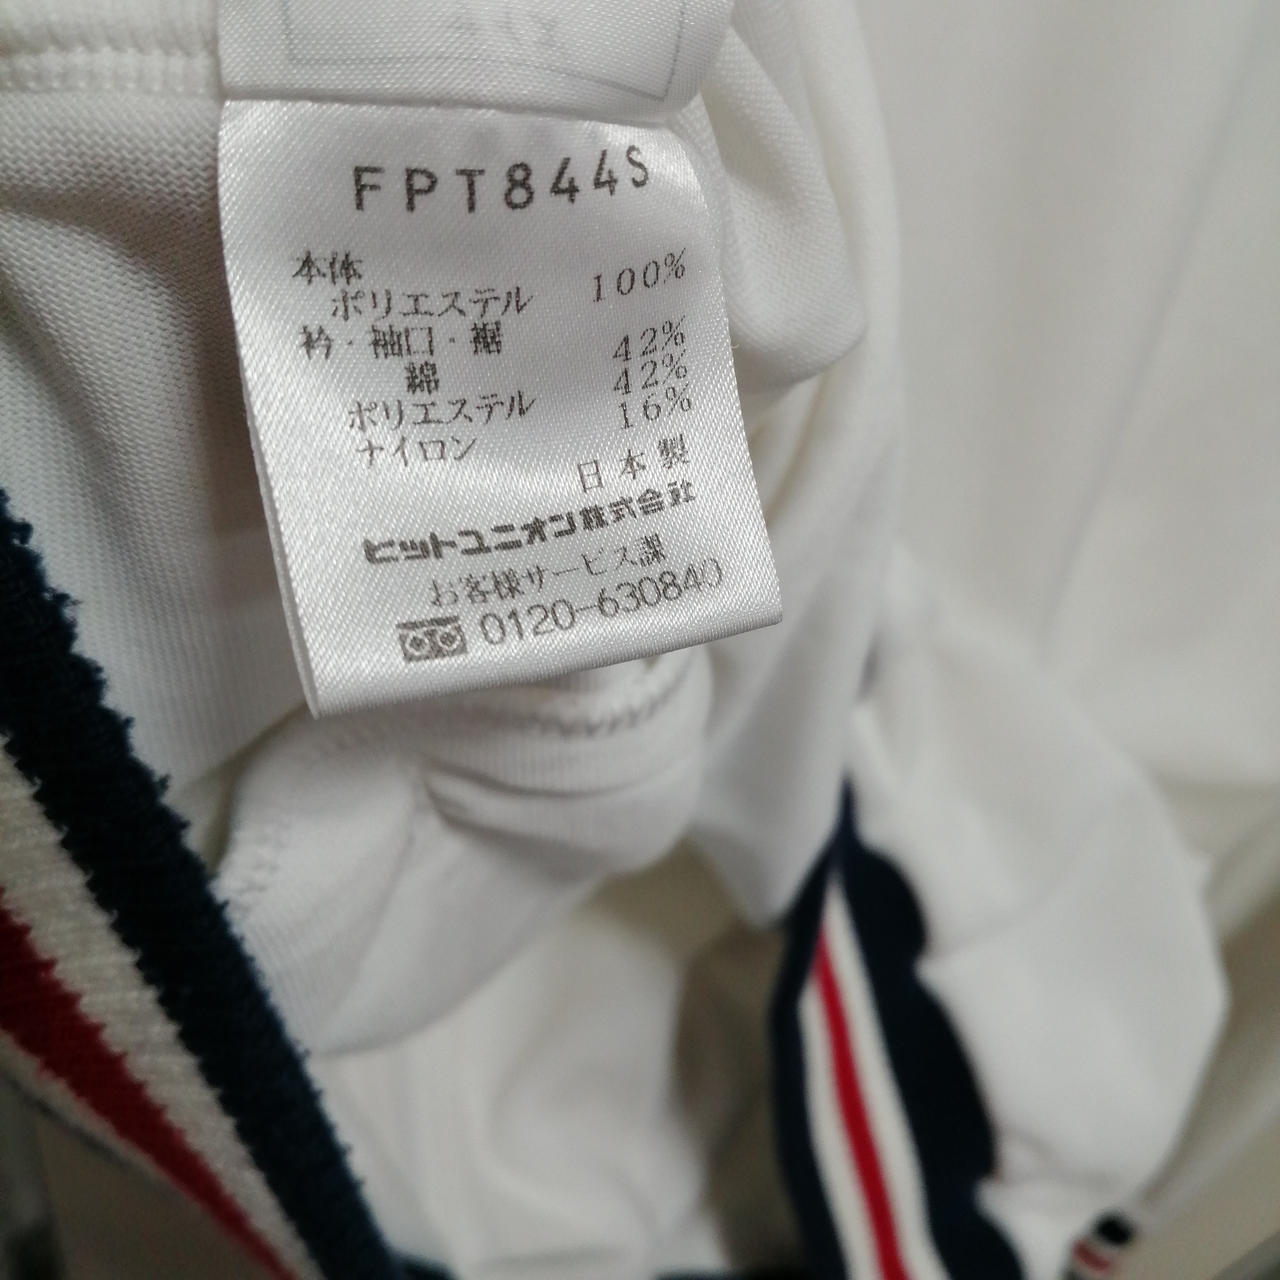 FPT844S
本体
ポリエステル 100%
衿・袖口・裾
綿 42%
ポリエステル 42%
ナイロン 16%
日本製
ヒットユニオン株式会社
お客様サービス課
0120-630840